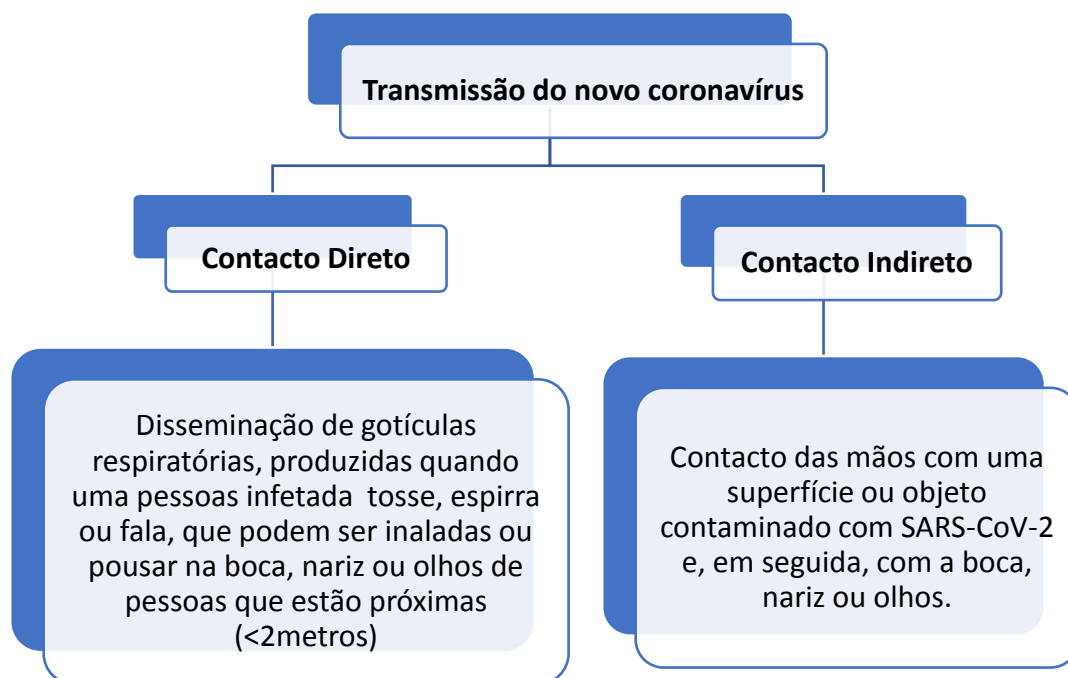 Transmissão do novo coronavírus
Contacto Direto
Contacto Indireto
Disseminação de gotículas
respiratórias, produzidas quando
uma pessoas infetada  tosse, espirra
ou fala, que podem ser inaladas ou
pousar na boca, nariz ou olhos de
pessoas que estão próximas
(<2metros)
Contacto das mãos com uma
superfície ou objeto
contaminado com SARS-CoV-2
e, em seguida, com a boca,
nariz ou olhos.